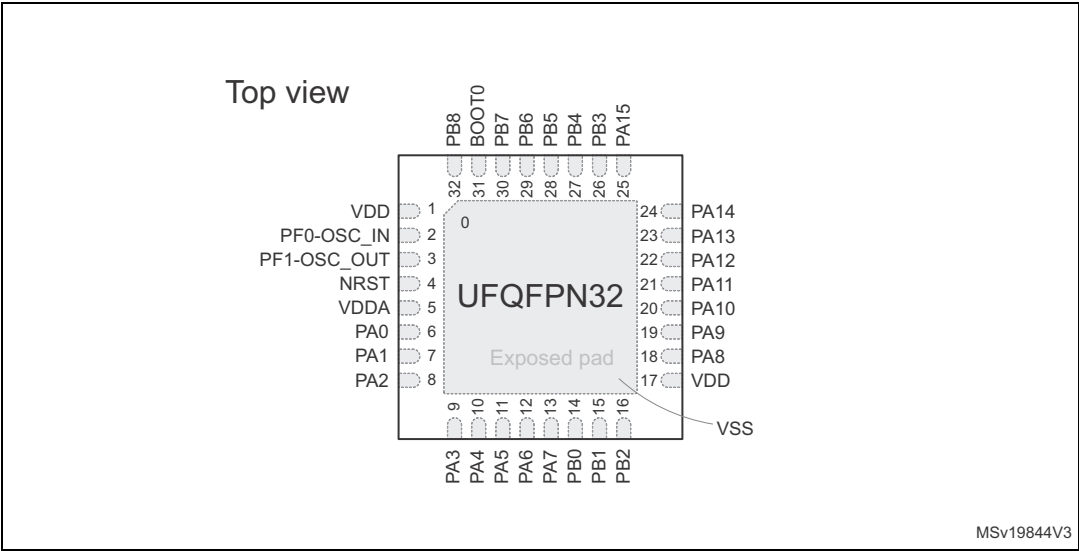 Top view
PB8
BOOT0
PB7
PB6
PB5
PB4
PB3
PA15
32
31
30
29
28
27
26
25
VDD 1
PF0-OSC_IN 2
PF1-OSC_OUT 3
NRST 4
VDDA 5
PA0 6
PA1 7
PA2 8
0
UFQFPN32
Exposed pad
24 PA14
23 PA13
22 PA12
21 PA11
20 PA10
19 PA9
18 PA8
17 VDD
VSS
9
10
11
12
13
14
15
16
PA3
PA4
PA5
PA6
PA7
PB0
PB1
PB2
MSv19844V3